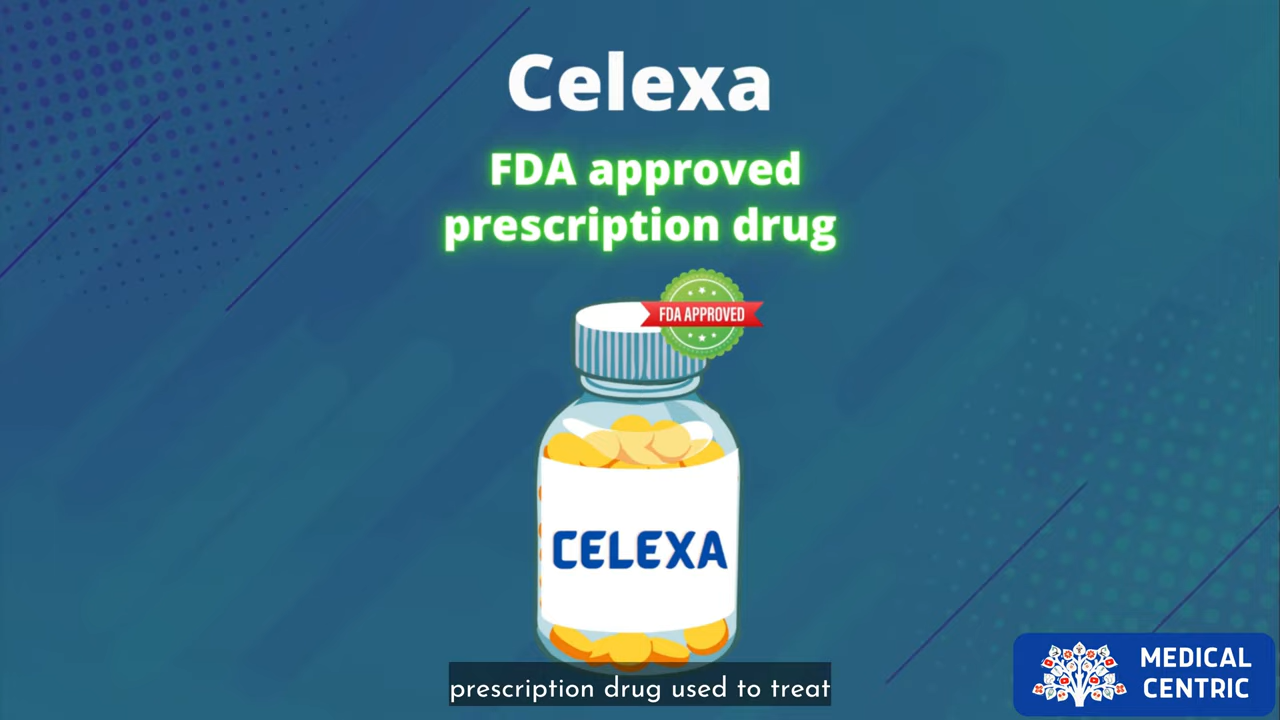 Celexa
FDA approved
prescription drug
FDA APPROVED
CELEXA
prescription drug used to treat
MEDICAL
CENTRIC